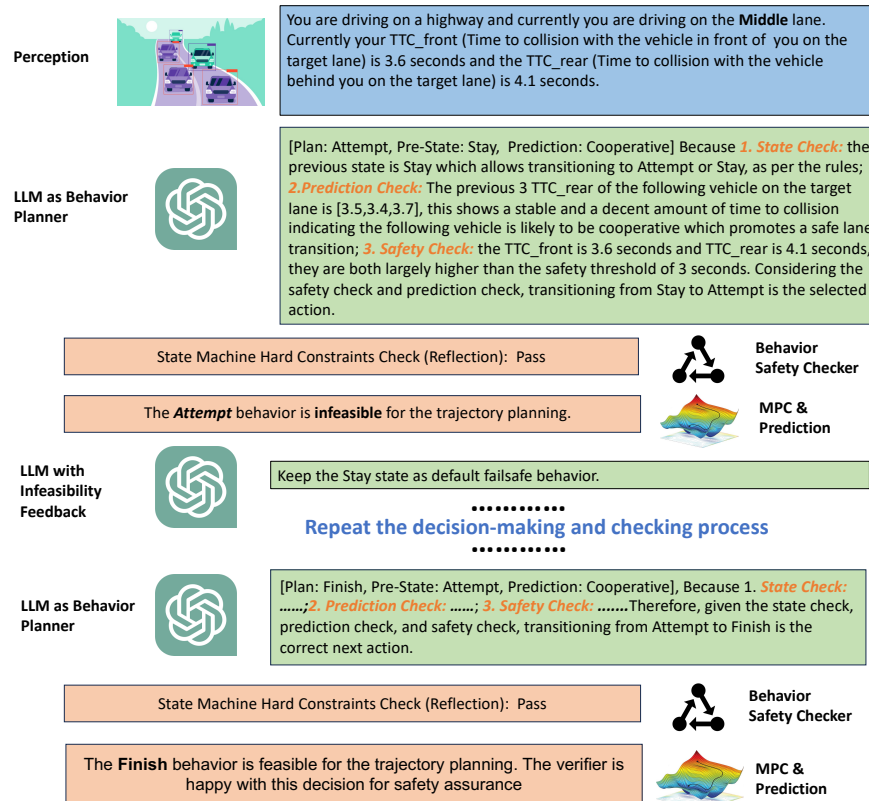 You are driving on a highway and currently you are driving on the Middle lane.
Currently your TTC_front (Time to collision with the vehicle in front of you on the
target lane) is 3.6 seconds and the TTC_rear (Time to collision with the vehicle
behind you on the target lane) is 4.1 seconds.
Perception
[Plan: Attempt, Pre-State: Stay, Prediction: Cooperative] Because 1. State Check: the
previous state is Stay which allows transitioning to Attempt or Stay, as per the rules;
2.Prediction Check: The previous 3 TTC_rear of the following vehicle on the target
lane is [3.5,3.4,3.7], this shows a stable and a decent amount of time to collision
indicating the following vehicle is likely to be cooperative which promotes a safe lane
transition; 3. Safety Check: the TTC_front is 3.6 seconds and TTC_rear is 4.1 seconds,
they are both largely higher than the safety threshold of 3 seconds. Considering the
safety check and prediction check, transitioning from Stay to Attempt is the selected
action.
LLM as Behavior
Planner
State Machine Hard Constraints Check (Reflection): Pass
Behavior
Safety Checker
The Attempt behavior is infeasible for the trajectory planning.
MPC &
Prediction
LLM with
Infeasibility
Feedback
Keep the Stay state as default failsafe behavior.
…………
Repeat the decision-making and checking process
…………
LLM as Behavior
Planner
[Plan: Finish, Pre-State: Attempt, Prediction: Cooperative], Because 1. State Check:
……;2. Prediction Check: ……; 3. Safety Check: …….Therefore, given the state check,
prediction check, and safety check, transitioning from Attempt to Finish is the
correct next action.
State Machine Hard Constraints Check (Reflection): Pass
Behavior
Safety Checker
The Finish behavior is feasible for the trajectory planning. The verifier is
happy with this decision for safety assurance
MPC &
Prediction